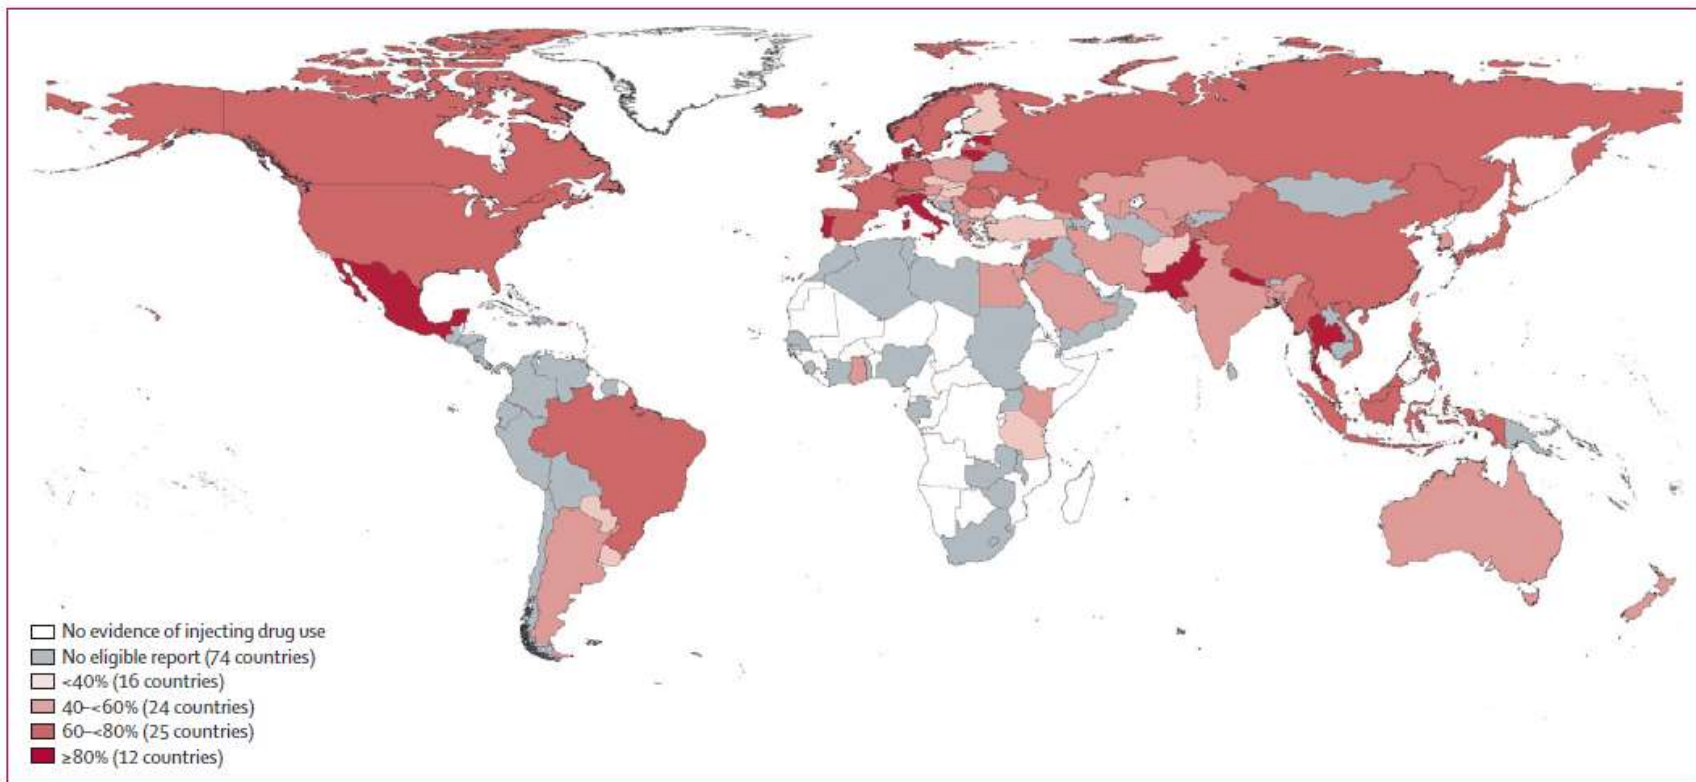 No evidence of injecting drug use
No eligible report (74 countries)
<40% (16 countries)
40–<60% (24 countries)
60–<80% (25 countries)
≥80% (12 countries)